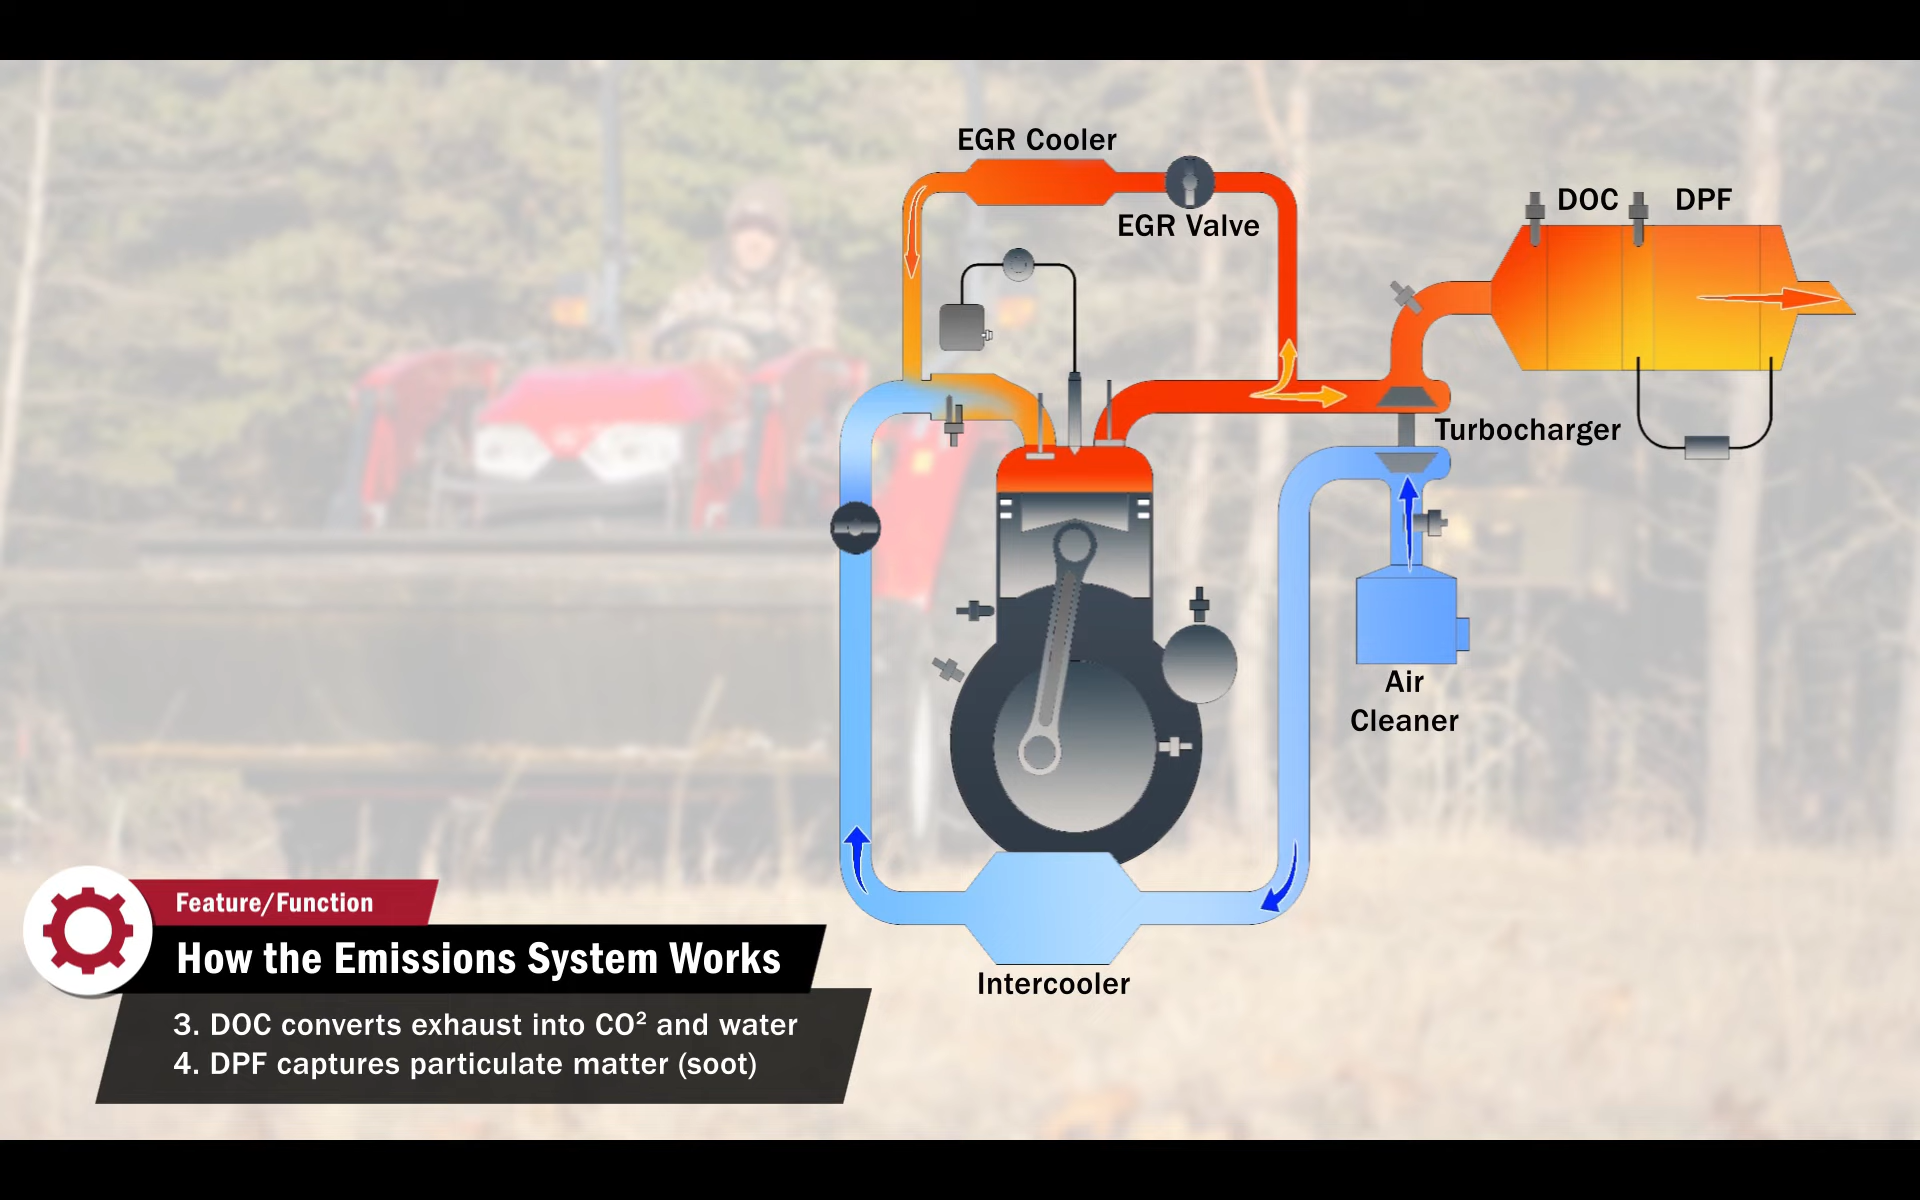 EGR Cooler
EGR Valve
DOC
DPF
Turbocharger
Air
Cleaner
Intercooler
Feature/Function
How the Emissions System Works
3. DOC converts exhaust into CO² and water
4. DPF captures particulate matter (soot)